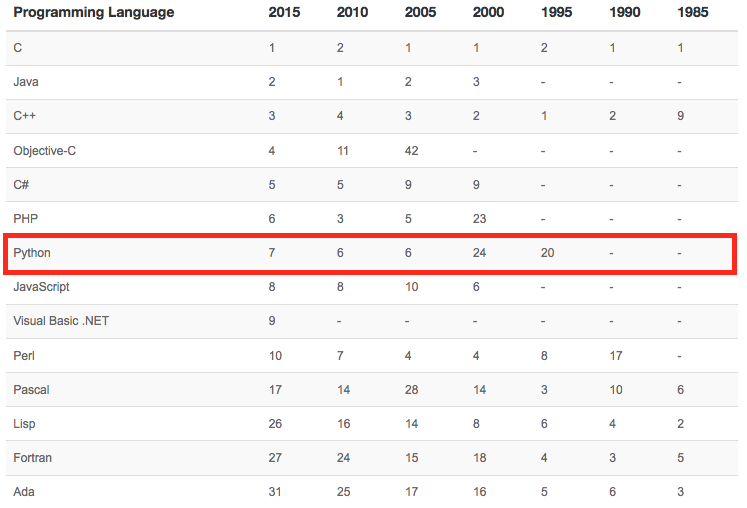 Programming Language 2015 2010 2005 2000 1995 1990 1985
C 1 2 1 1 2 1 1
Java 2 1 2 3 - - -
C++ 3 4 3 2 1 2 9
Objective-C 4 11 42 - - - -
C# 5 5 9 9 - - -
PHP 6 3 5 23 - - -
Python 7 6 6 24 20 - -
JavaScript 8 8 10 6 - - -
Visual Basic .NET 9 - - - - - -
Perl 10 7 4 4 8 17 -
Pascal 17 14 28 14 3 10 6
Lisp 26 16 14 8 6 4 2
Fortran 27 24 15 18 4 3 5
Ada 31 25 17 16 5 6 3